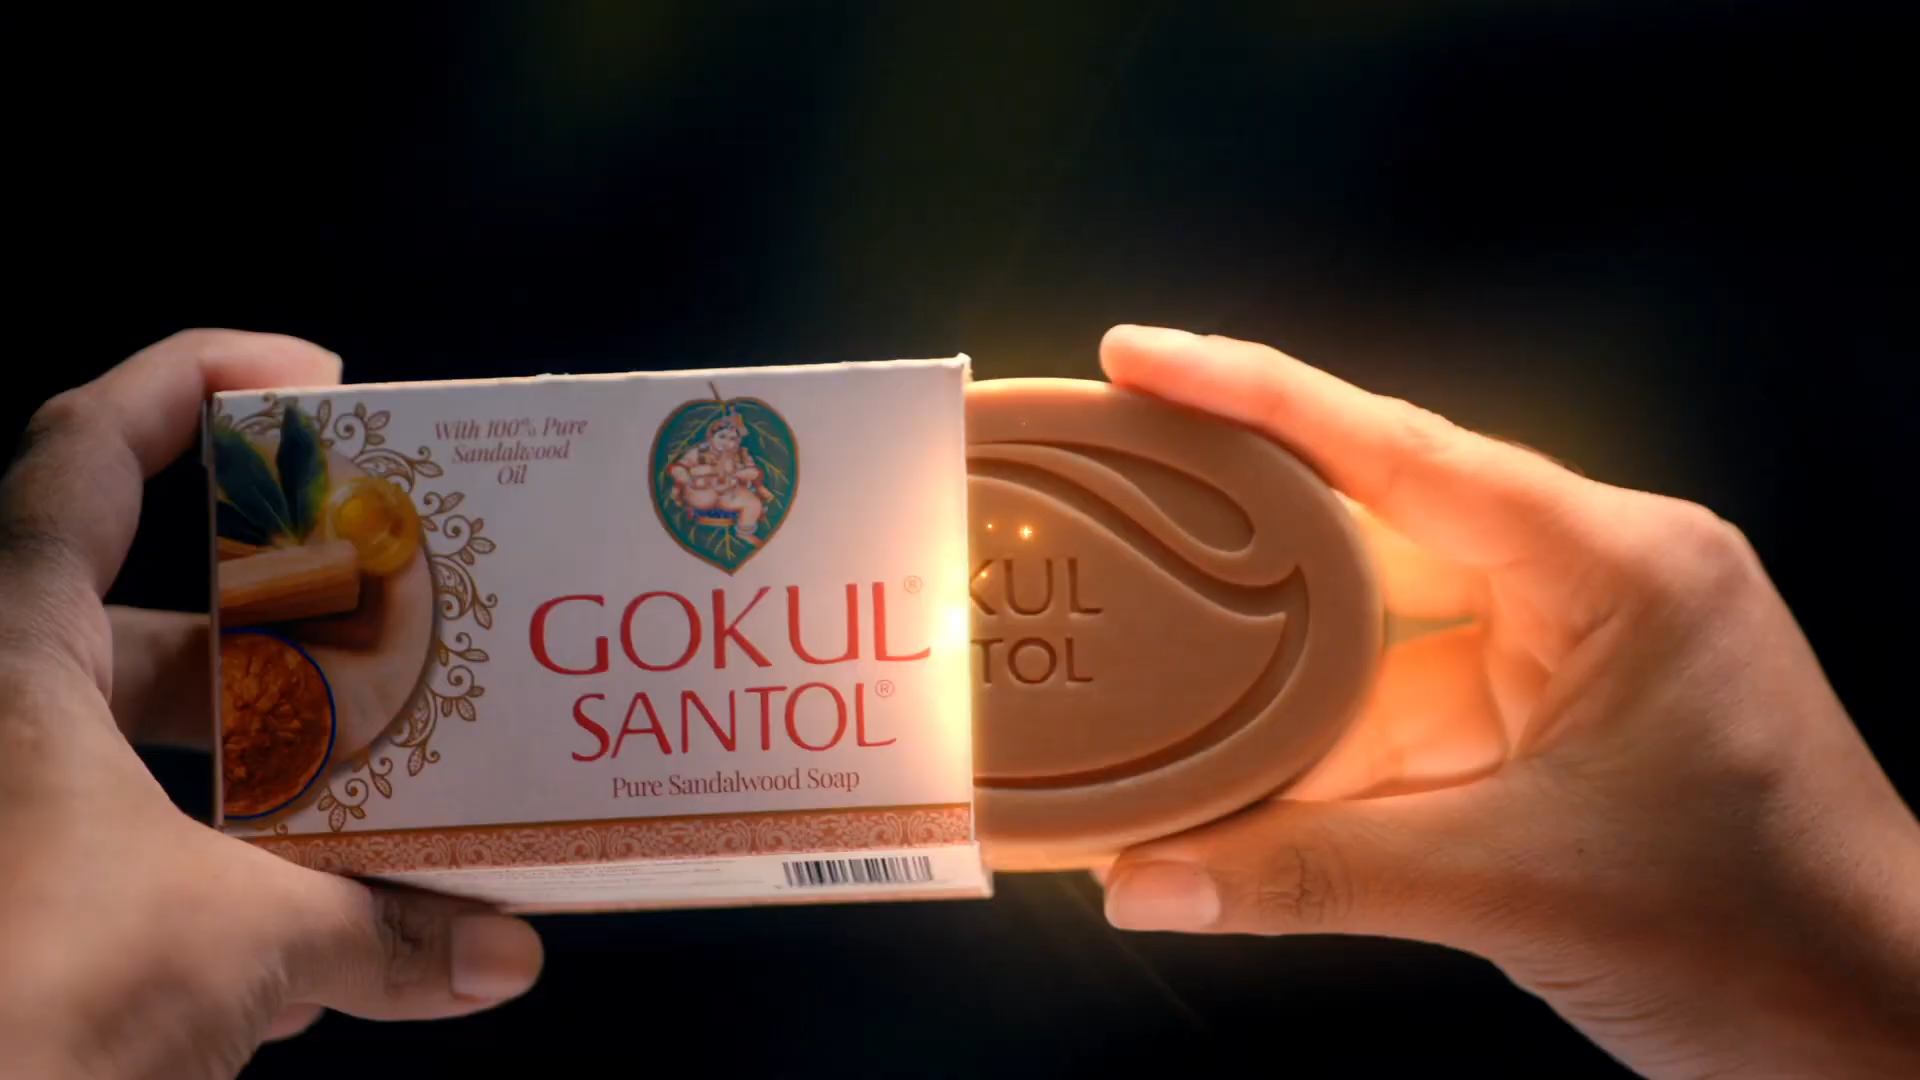 With 100% Pure
Sandalwood
Oil
GOKUL®
SANTOL®
Pure Sandalwood Soap
KUL
TOL